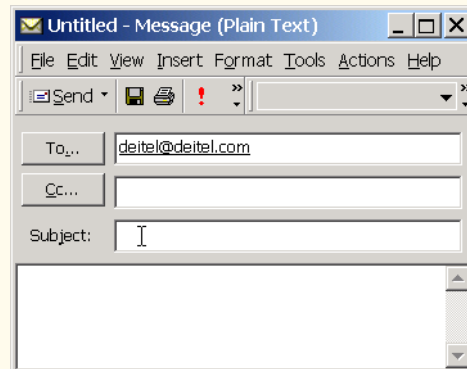 Untitled - Message (Plain Text)
File Edit View Insert Format Tools Actions Help
Send
To...
deitel@deitel.com
Cc...
Subject: